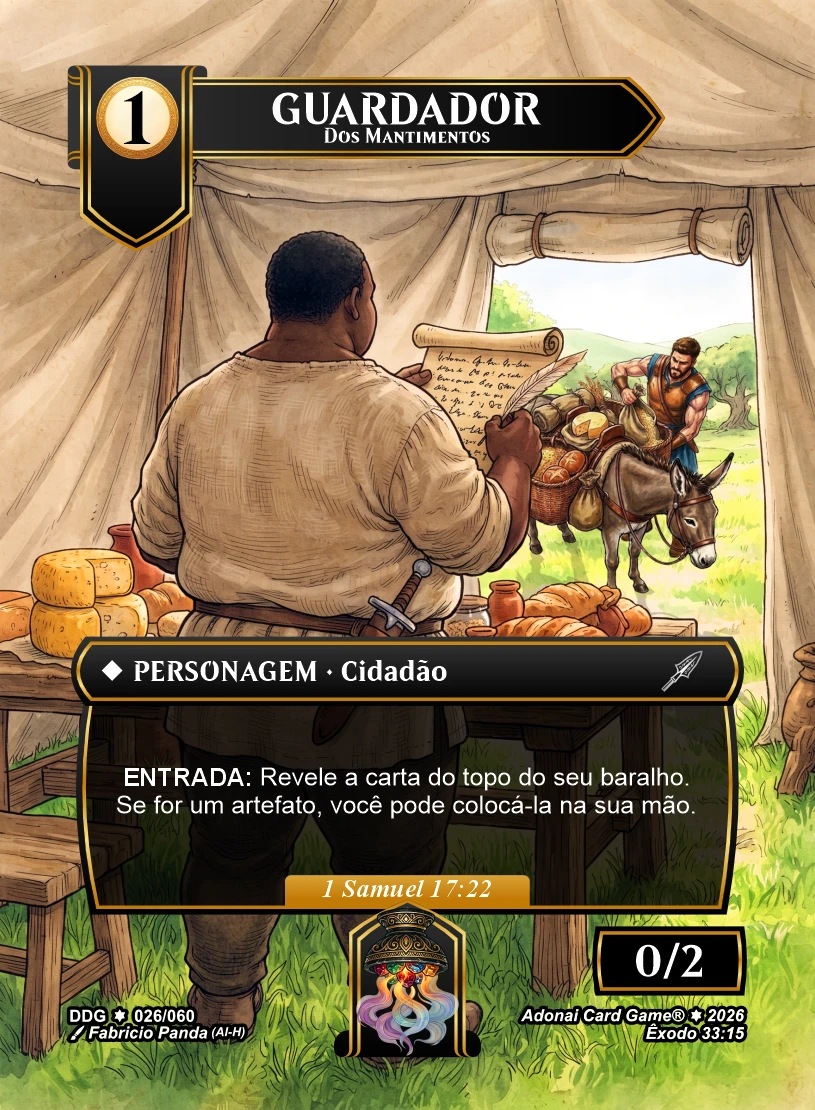 1
GUARDADOR
DOS MANTIMENTOS
PERSONAGEM · Cidadão
ENTRADA: Revele a carta do topo do seu baralho.
Se for um artefato, você pode colocá-la na sua mão.
1 Samuel 17:22
0/2
DDG ✸ 026/060
Fabricio Panda (AI-H)
Adonai Card Game® ✸ 2026
Êxodo 33:15